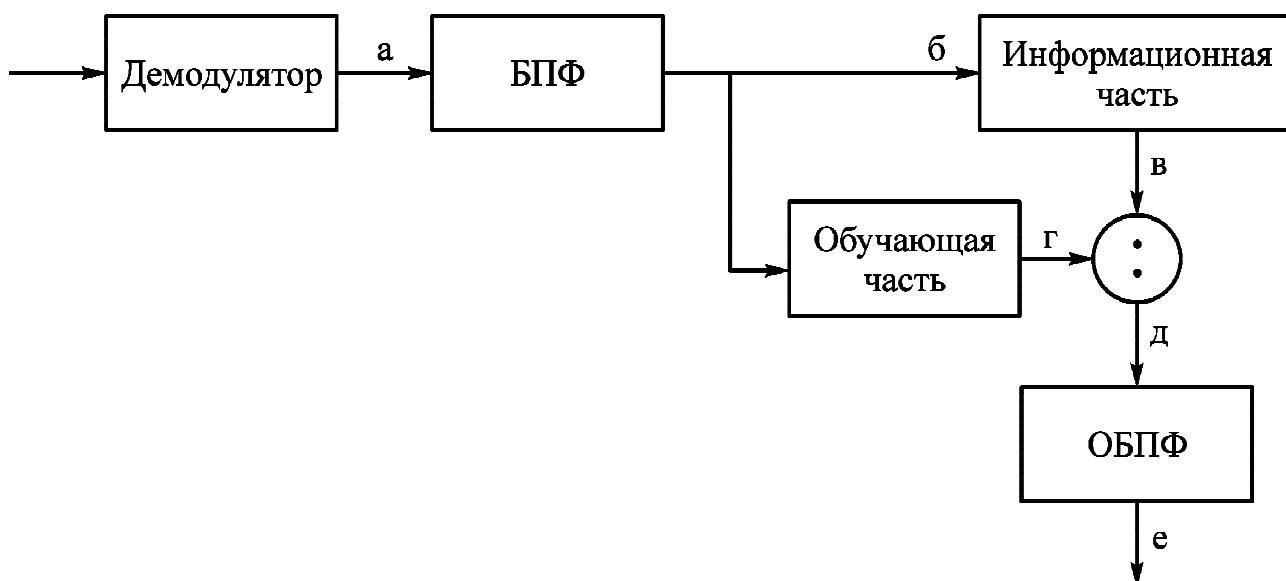 Демодулятор
а
БПФ
б
Информационная
часть
в
Обучающая
часть
г
:
д
ОБПФ
е